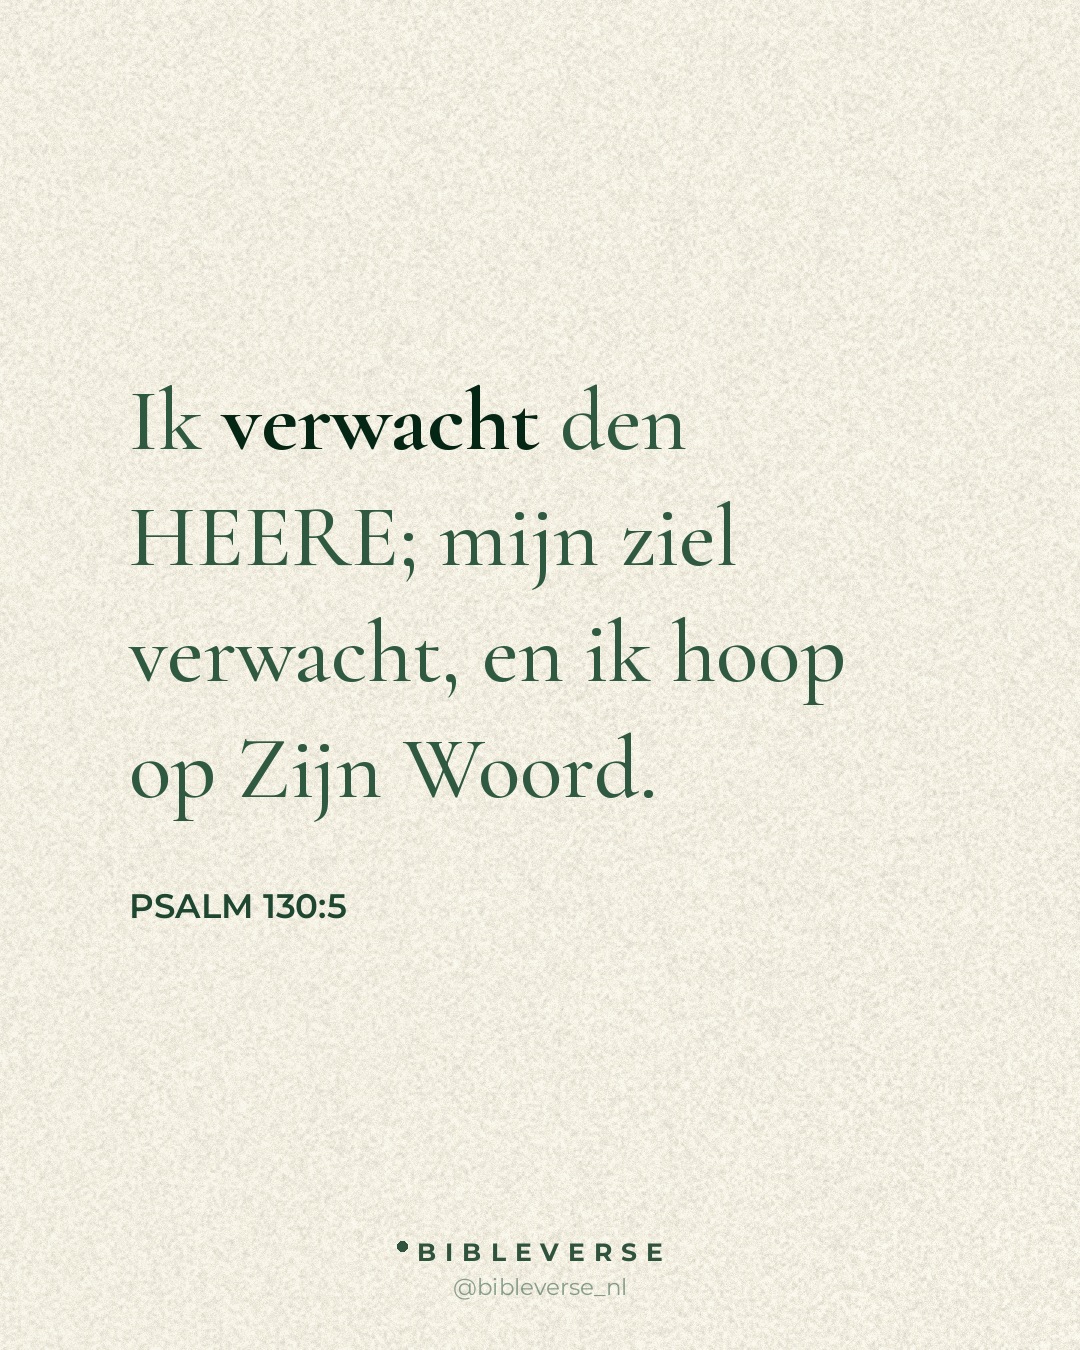 Ik verwacht den
HEERE; mijn ziel
verwacht, en ik hoop
op Zijn Woord.
PSALM 130:5
BIBLEVERSE
@bibleverse_nl